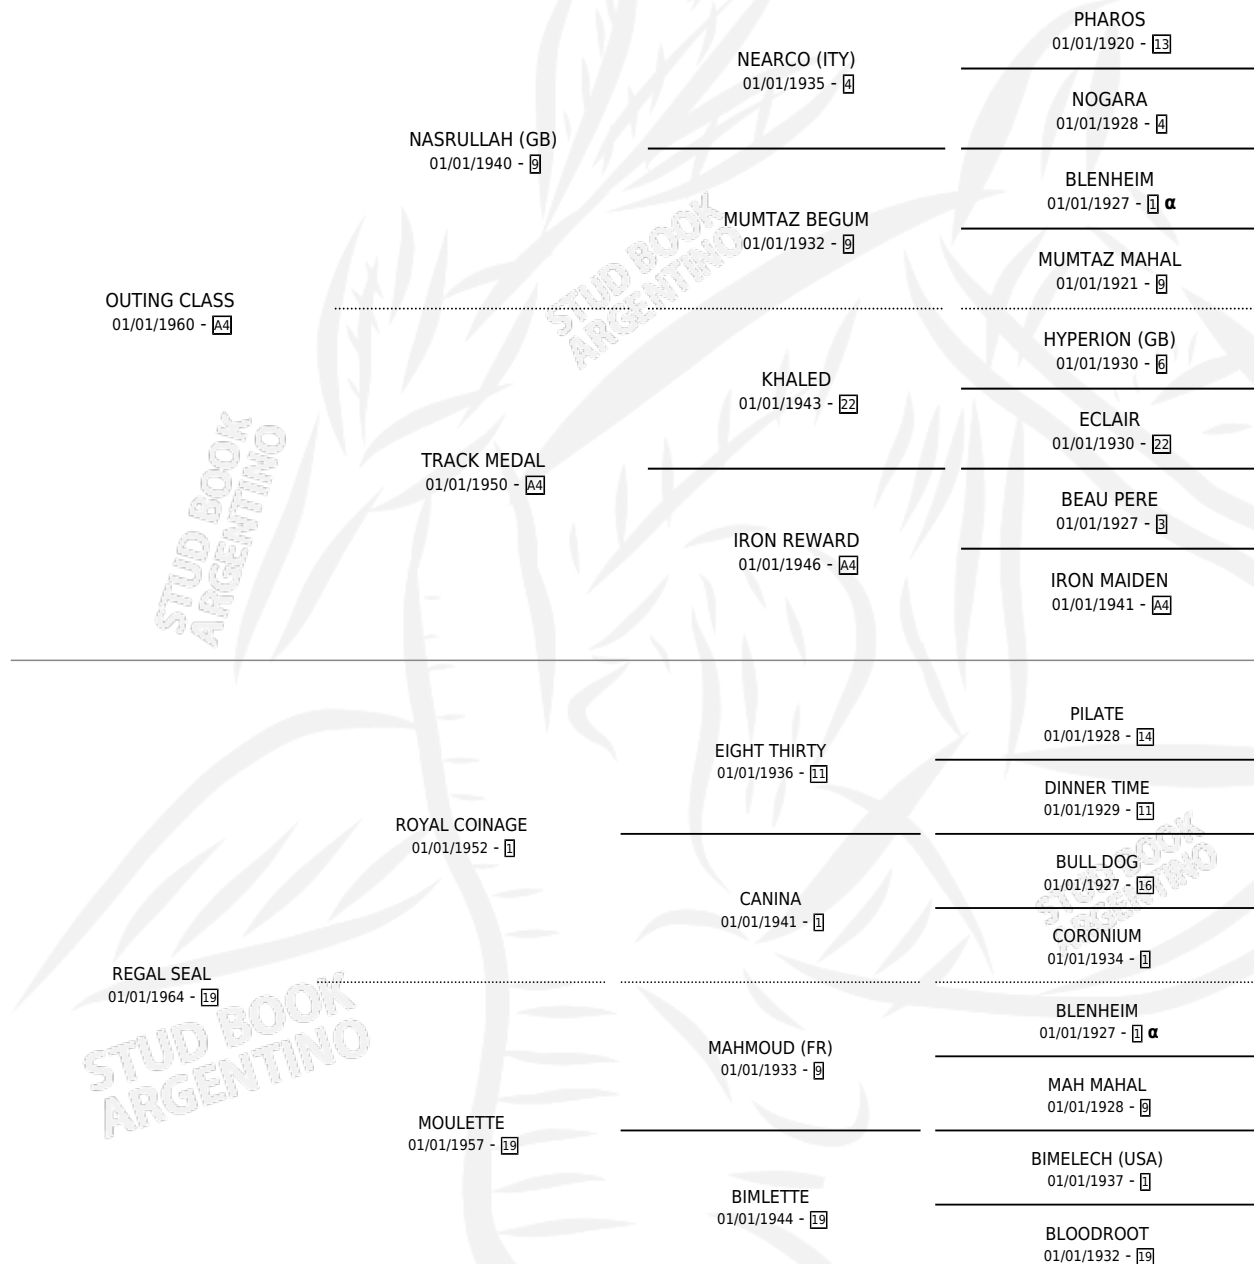 PHAROS
01/01/1920 - 13
NEARCO (ITY)
01/01/1935 - 4
NOGARA
01/01/1928 - 4
NASRULLAH (GB)
01/01/1940 - 9
BLENHEIM
01/01/1927 - 1 α
MUMTAZ BEGUM
01/01/1932 - 9
MUMTAZ MAHAL
01/01/1921 - 9
OUTING CLASS
01/01/1960 - A4
HYPERION (GB)
01/01/1930 - 6
KHALED
01/01/1943 - 22
ECLAIR
01/01/1930 - 22
TRACK MEDAL
01/01/1950 - A4
BEAU PERE
01/01/1927 - 3
IRON REWARD
01/01/1946 - A4
IRON MAIDEN
01/01/1941 - A4
STUD BOOK
ARGENTINO
STUD BOOK
ARGENTINO
PILATE
01/01/1928 - 14
EIGHT THIRTY
01/01/1936 - 11
DINNER TIME
01/01/1929 - 11
ROYAL COINAGE
01/01/1952 - 1
BULL DOG
01/01/1927 - 16
CANINA
01/01/1941 - 1
CORONIUM
01/01/1934 - 1
REGAL SEAL
01/01/1964 - 19
BLENHEIM
01/01/1927 - 1 α
MAHMOUD (FR)
01/01/1933 - 9
MAH MAHAL
01/01/1928 - 9
MOULETTE
01/01/1957 - 19
BIMELECH (USA)
01/01/1937 - 1
BIMLETTE
01/01/1944 - 19
BLOODROOT
01/01/1932 - 19
STUD BOOK
ARGENTINO
STUD BOOK
ARGENTINO